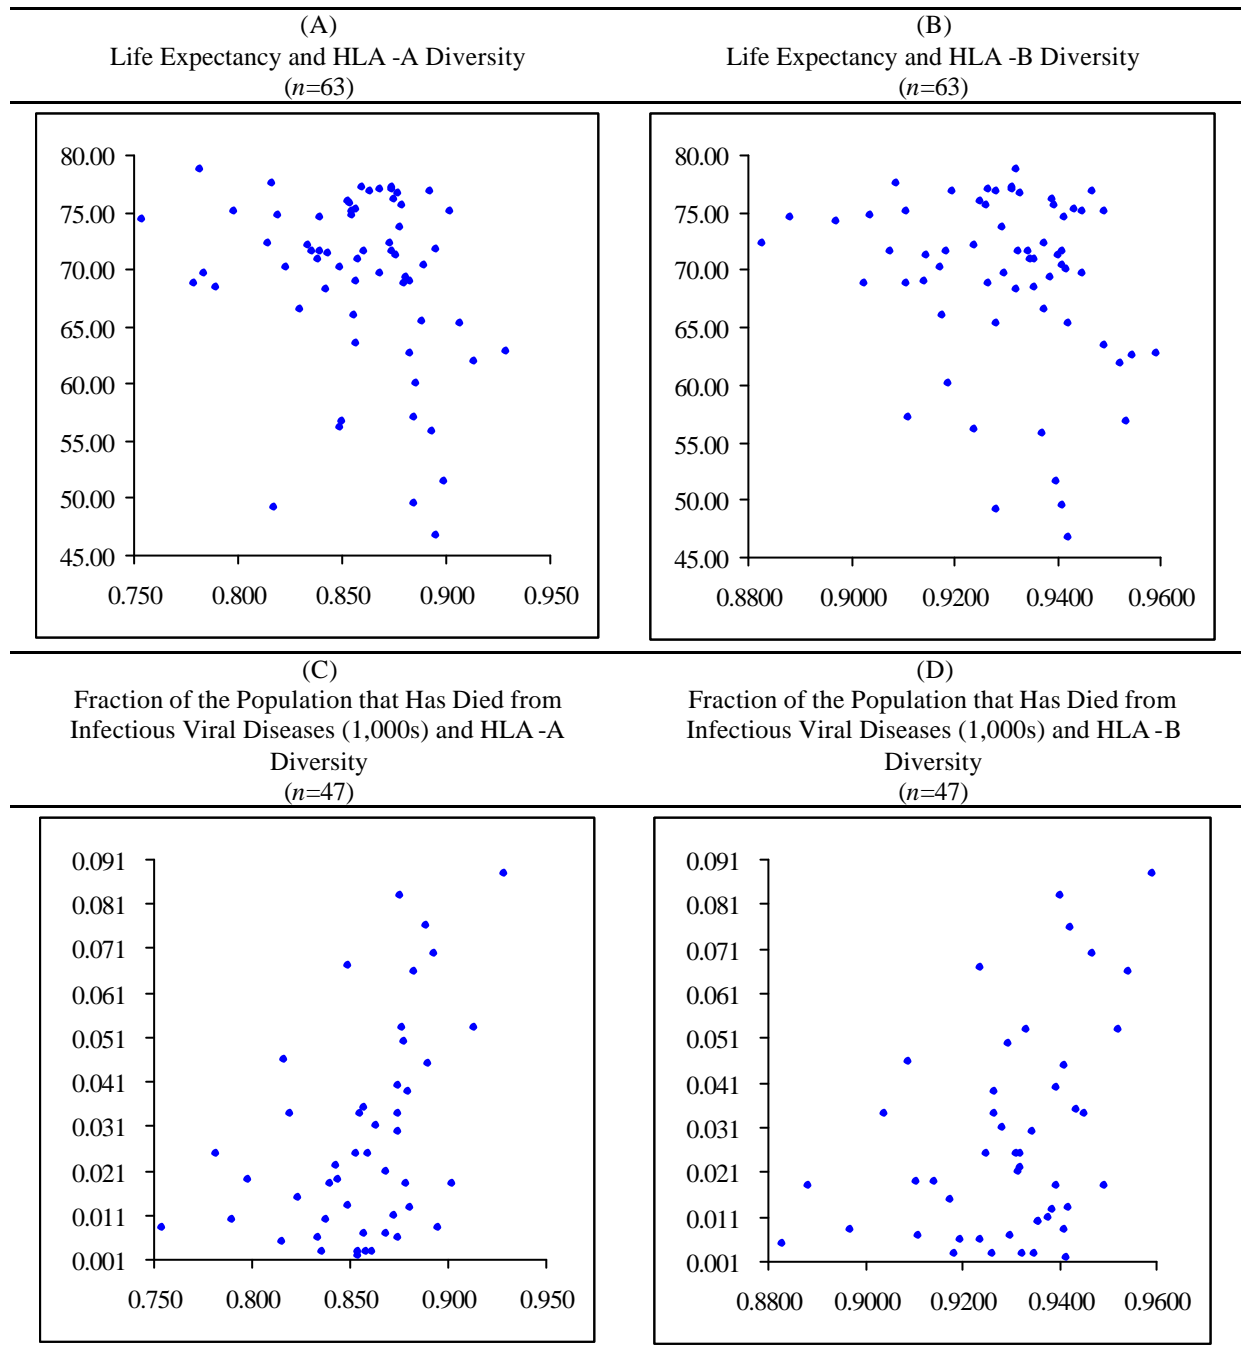 (A)
Life Expectancy and HLA -A Diversity
(n=63)
(B)
Life Expectancy and HLA -B Diversity
(n=63)
80.00
75.00
70.00
65.00
60.00
55.00
50.00
45.00
0.750 0.800 0.850 0.900 0.950
80.00
75.00
70.00
65.00
60.00
55.00
50.00
45.00
0.8800 0.9000 0.9200 0.9400 0.9600
(C)
Fraction of the Population that Has Died from
Infectious Viral Diseases (1,000s) and HLA -A
Diversity
(n=47)
(D)
Fraction of the Population that Has Died from
Infectious Viral Diseases (1,000s) and HLA -B
Diversity
(n=47)
0.091
0.081
0.071
0.061
0.051
0.041
0.031
0.021
0.011
0.001
0.750 0.800 0.850 0.900 0.950
0.091
0.081
0.071
0.061
0.051
0.041
0.031
0.021
0.011
0.001
0.8800 0.9000 0.9200 0.9400 0.9600